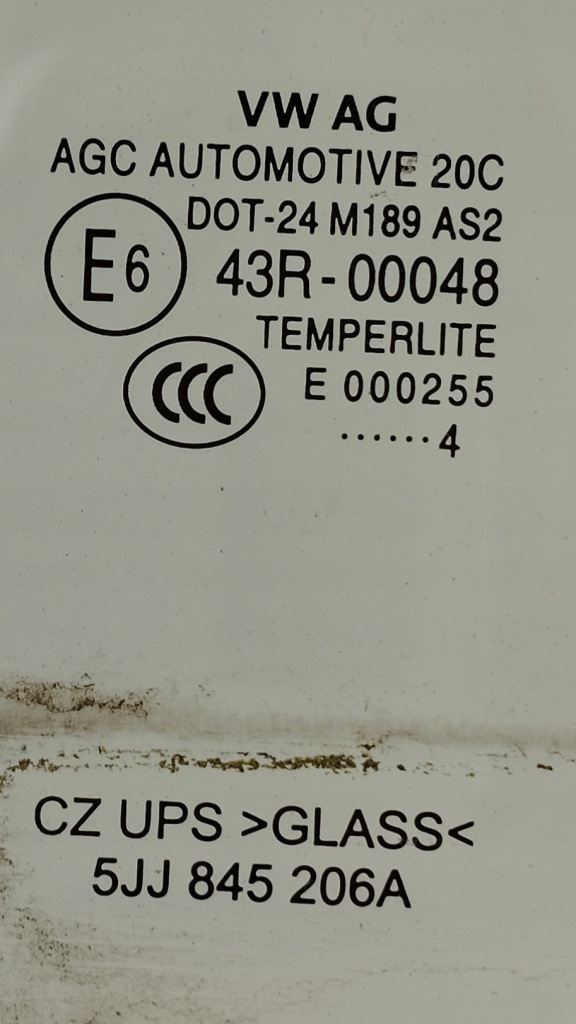 VW AG
AGC AUTOMOTIVE 20C
DOT-24 M189 AS2
E6 43R-00048
TEMPERLITE
CCC E 000255
......4
CZ UPS >GLASS<
5JJ 845 206A